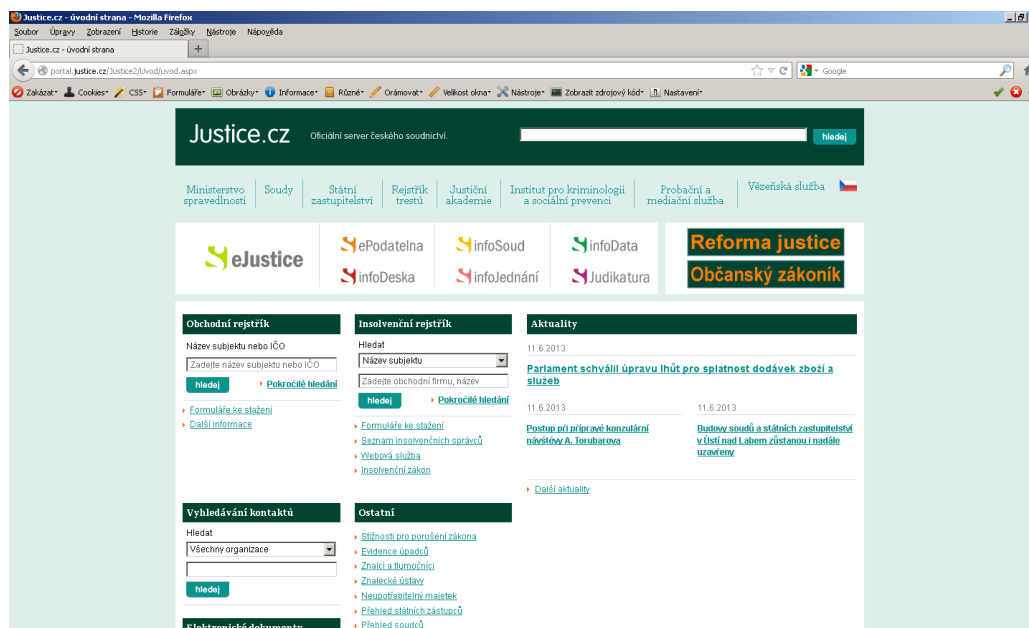 Justice.cz - úvodní strana - Mozilla Firefox
Soubor Úpravy Zobrazení Historie Záložky Nástroje Nápověda
Justice.cz - úvodní strana
portal.justice.cz/Justice2/Uvod/uvod.aspx
Google
Zakázat Cookies CSS Formuláře Obrázky Informace Různé Orámovat Velikost okna Nástroje Zobrazit zdrojový kód Nastavení
Justice.cz Oficiální server českého soudnictví. hledej
Ministerstvo spravedlnosti
Soudy
Státní zastupitelství
Rejstřík trestů
Justiční akademie
Institut pro kriminologii a sociální prevenci
Probační a mediační služba
Vězeňská služba
eJustice
ePodatelna infoSoud infoData
infoDeska infoJednání Judikatura
Reforma justice
Občanský zákoník
Obchodní rejstřík
Název subjektu nebo IČO
Zadejte název subjektu nebo IČO
hledej Pokročilé hledání
Formuláře ke stažení
Další informace
Insolvenční rejstřík
Hledat
Název subjektu
Zadejte obchodní firmu, název
hledej Pokročilé hledání
Formuláře ke stažení
Seznam insolvenčních správců
Webová služba
Insolvenční zákon
Aktuality
11.6.2013
Parlament schválil úpravu lhůt pro splatnost dodávek zboží a
služeb
11.6.2013
Postup při přípravě konzulární
návštěvy A. Torubarova
11.6.2013
Budovy soudů a státních zastupitelství
v Ústí nad Labem zůstanou i nadále
uzavřeny
Další aktuality
Vyhledávání kontaktů
Hledat
Všechny organizace
hledej
Elektronické dokumenty
Ostatní
Stížnosti pro porušení zákona
Evidence úpadců
Znalci a tlumočníci
Znalecké ústavy
Neupotřebitelný majetek
Přehled státních zástupců
Přehled soudců